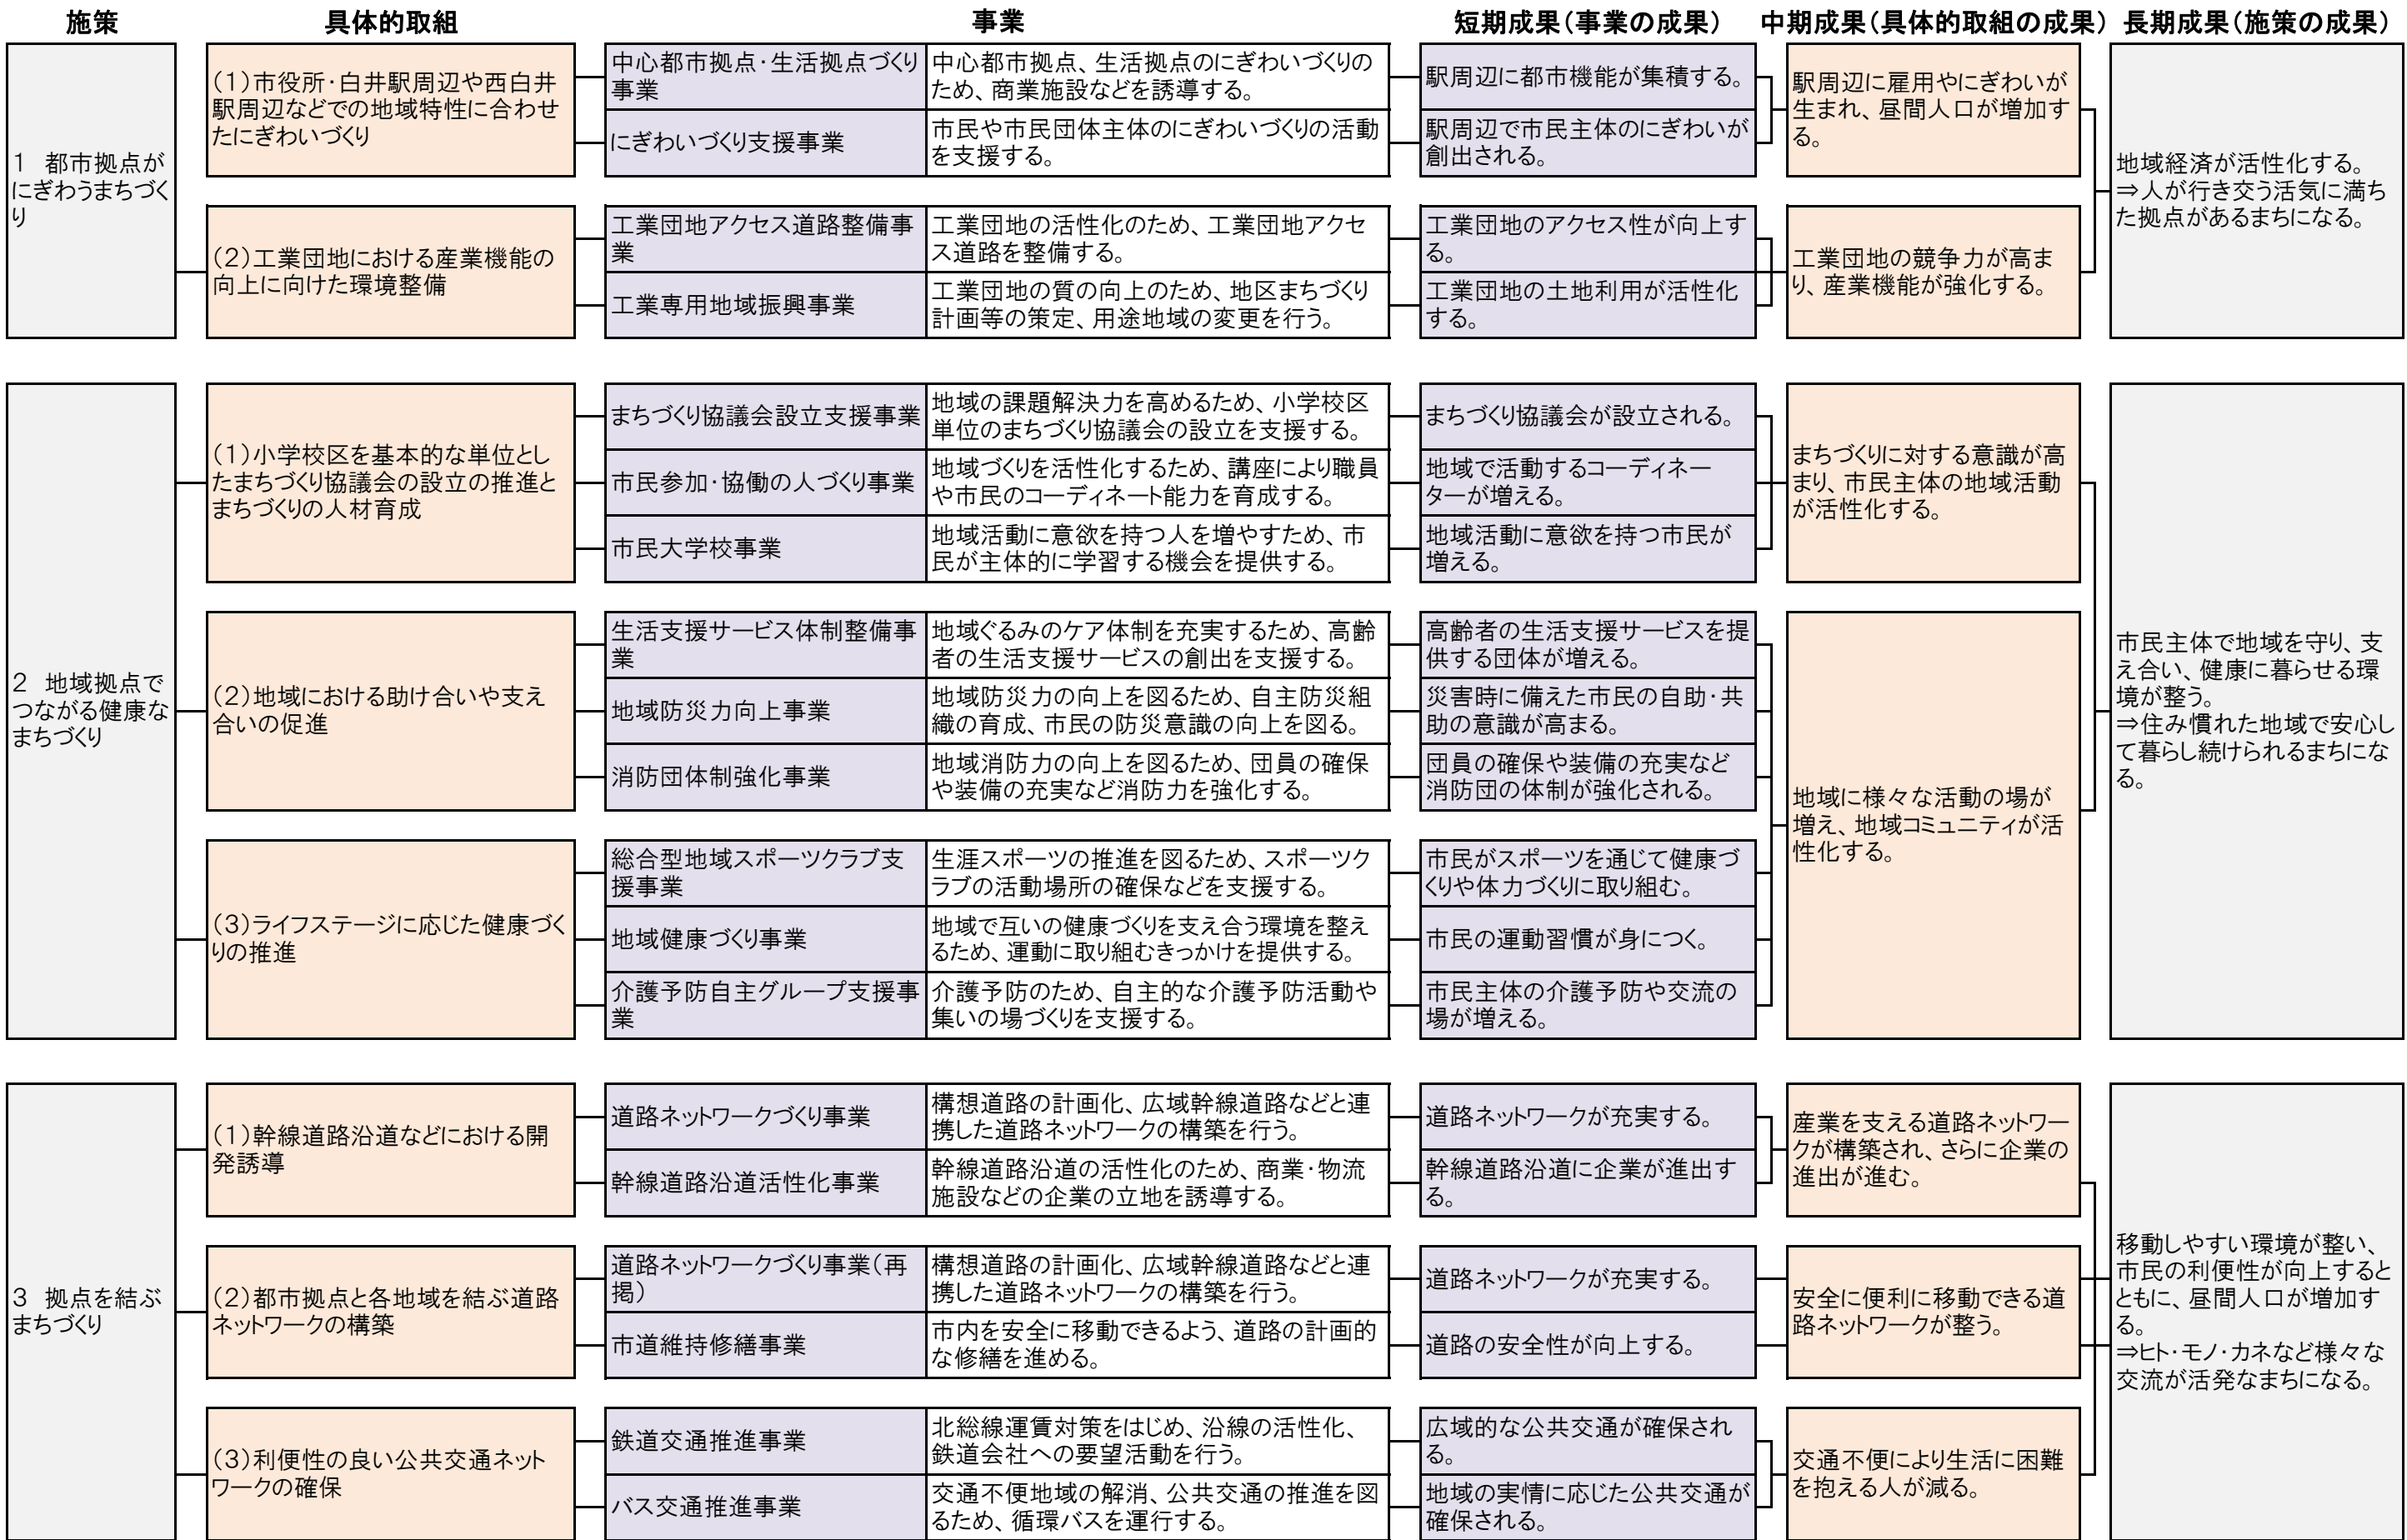 施策
具体的取組
事業
短期成果(事業の成果)
中期成果(具体的取組の成果)
長期成果(施策の成果)
1 都市拠点が
にぎわうまちづく
り
(1)市役所・白井駅周辺や西白井
駅周辺などでの地域特性に合わせ
たにぎわいづくり
中心都市拠点・生活拠点づくり
事業
中心都市拠点、生活拠点のにぎわいづくりの
ため、商業施設などを誘導する。
駅周辺に都市機能が集積する。
にぎわいづくり支援事業
市民や市民団体主体のにぎわいづくりの活動
を支援する。
駅周辺で市民主体のにぎわいが
創出される。
駅周辺に雇用やにぎわいが
生まれ、昼間人口が増加す
る。
(2)工業団地における産業機能の
向上に向けた環境整備
工業団地アクセス道路整備事
業
工業団地の活性化のため、工業団地アクセ
ス道路を整備する。
工業団地のアクセス性が向上す
る。
工業専用地域振興事業
工業団地の質の向上のため、地区まちづくり
計画等の策定、用途地域の変更を行う。
工業団地の土地利用が活性化
する。
工業団地の競争力が高ま
り、産業機能が強化する。
地域経済が活性化する。
⇒人が行き交う活気に満ち
た拠点があるまちになる。
2 地域拠点で
つながる健康な
まちづくり
(1)小学校区を基本的な単位とし
たまちづくり協議会の設立の推進と
まちづくりの人材育成
まちづくり協議会設立支援事業
地域の課題解決力を高めるため、小学校区
単位のまちづくり協議会の設立を支援する。
まちづくり協議会が設立される。
市民参加・協働の人づくり事業
地域づくりを活性化するため、講座により職員
や市民のコーディネート能力を育成する。
地域で活動するコーディネー
ターが増える。
市民大学校事業
地域活動に意欲を持つ人を増やすため、市
民が主体的に学習する機会を提供する。
地域活動に意欲を持つ市民が
増える。
まちづくりに対する意識が高
まり、市民主体の地域活動
が活性化する。
(2)地域における助け合いや支え
合いの促進
生活支援サービス体制整備事
業
地域ぐるみのケア体制を充実するため、高齢
者の生活支援サービスの創出を支援する。
高齢者の生活支援サービスを提
供する団体が増える。
地域防災力向上事業
地域防災力の向上を図るため、自主防災組
織の育成、市民の防災意識の向上を図る。
災害時に備えた市民の自助・共
助の意識が高まる。
消防団体制強化事業
地域消防力の向上を図るため、団員の確保
や装備の充実など消防力を強化する。
団員の確保や装備の充実など
消防団の体制が強化される。
(3)ライフステージに応じた健康づく
りの推進
総合型地域スポーツクラブ支
援事業
生涯スポーツの推進を図るため、スポーツク
ラブの活動場所の確保などを支援する。
市民がスポーツを通じて健康づ
くりや体力づくりに取り組む。
地域健康づくり事業
地域で互いの健康づくりを支え合う環境を整え
るため、運動に取り組むきっかけを提供する。
市民の運動習慣が身につく。
介護予防自主グループ支援事
業
介護予防のため、自主的な介護予防活動や
集いの場づくりを支援する。
市民主体の介護予防や交流の
場が増える。
地域に様々な活動の場が
増え、地域コミュニティが活
性化する。
市民主体で地域を守り、支
え合い、健康に暮らせる環
境が整う。
⇒住み慣れた地域で安心し
て暮らし続けられるまちにな
る。
3 拠点を結ぶ
まちづくり
(1)幹線道路沿道などにおける開
発誘導
道路ネットワークづくり事業
構想道路の計画化、広域幹線道路などと連
携した道路ネットワークの構築を行う。
道路ネットワークが充実する。
幹線道路沿道活性化事業
幹線道路沿道の活性化のため、商業・物流
施設などの企業の立地を誘導する。
幹線道路沿道に企業が進出す
る。
産業を支える道路ネットワー
クが構築され、さらに企業の
進出が進む。
(2)都市拠点と各地域を結ぶ道路
ネットワークの構築
道路ネットワークづくり事業(再
掲)
構想道路の計画化、広域幹線道路などと連
携した道路ネットワークの構築を行う。
道路ネットワークが充実する。
市道維持修繕事業
市内を安全に移動できるよう、道路の計画的
な修繕を進める。
道路の安全性が向上する。
安全に便利に移動できる道
路ネットワークが整う。
(3)利便性の良い公共交通ネット
ワークの確保
鉄道交通推進事業
北総線運賃対策をはじめ、沿線の活性化、
鉄道会社への要望活動を行う。
広域的な公共交通が確保され
る。
バス交通推進事業
交通不便地域の解消、公共交通の推進を図
るため、循環バスを運行する。
地域の実情に応じた公共交通が
確保される。
交通不便により生活に困難
を抱える人が減る。
移動しやすい環境が整い、
市民の利便性が向上すると
ともに、昼間人口が増加す
る。
⇒ヒト・モノ・カネなど様々な
交流が活発なまちになる。